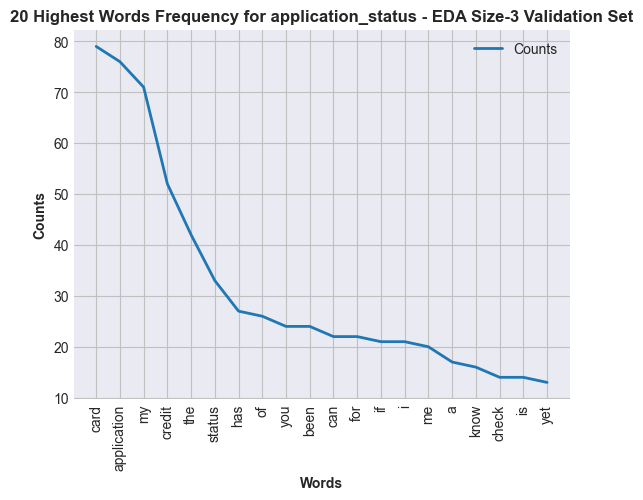 20 Highest Words Frequency for application_status - EDA Size-3 Validation Set
Counts
80
70
60
50
40
30
20
10
Counts
card
application
my
credit
the
status
has
of
you
been
can
for
if
i
me
a
know
check
is
yet
Words